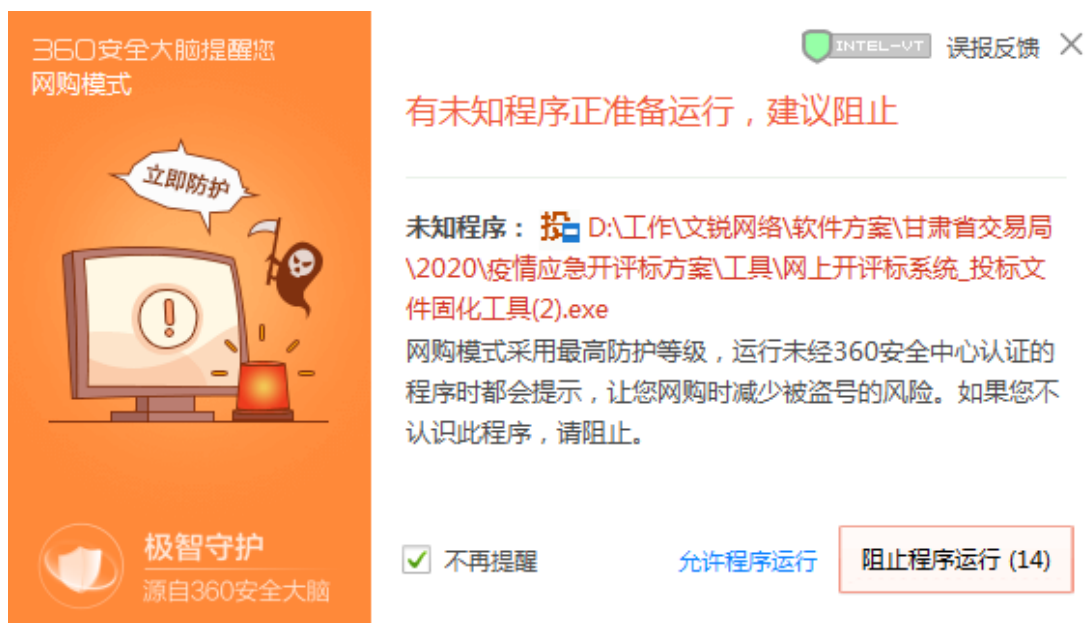 360安全大脑提醒您
网购模式
立即防护
极智守护
源自360安全大脑
INTEL-VT 误报反馈
有未知程序正准备运行，建议阻止
未知程序： 投 D:\工作\文锐网络\软件方案\甘肃省交易局
\2020\疫情应急开评标方案\工具\网上开评标系统_投标文
件固化工具(2).exe
网购模式采用最高防护等级，运行未经360安全中心认证的
程序时都会提示，让您网购时减少被盗号的风险。如果您不
认识此程序，请阻止。
不再提醒 允许程序运行 阻止程序运行 (14)